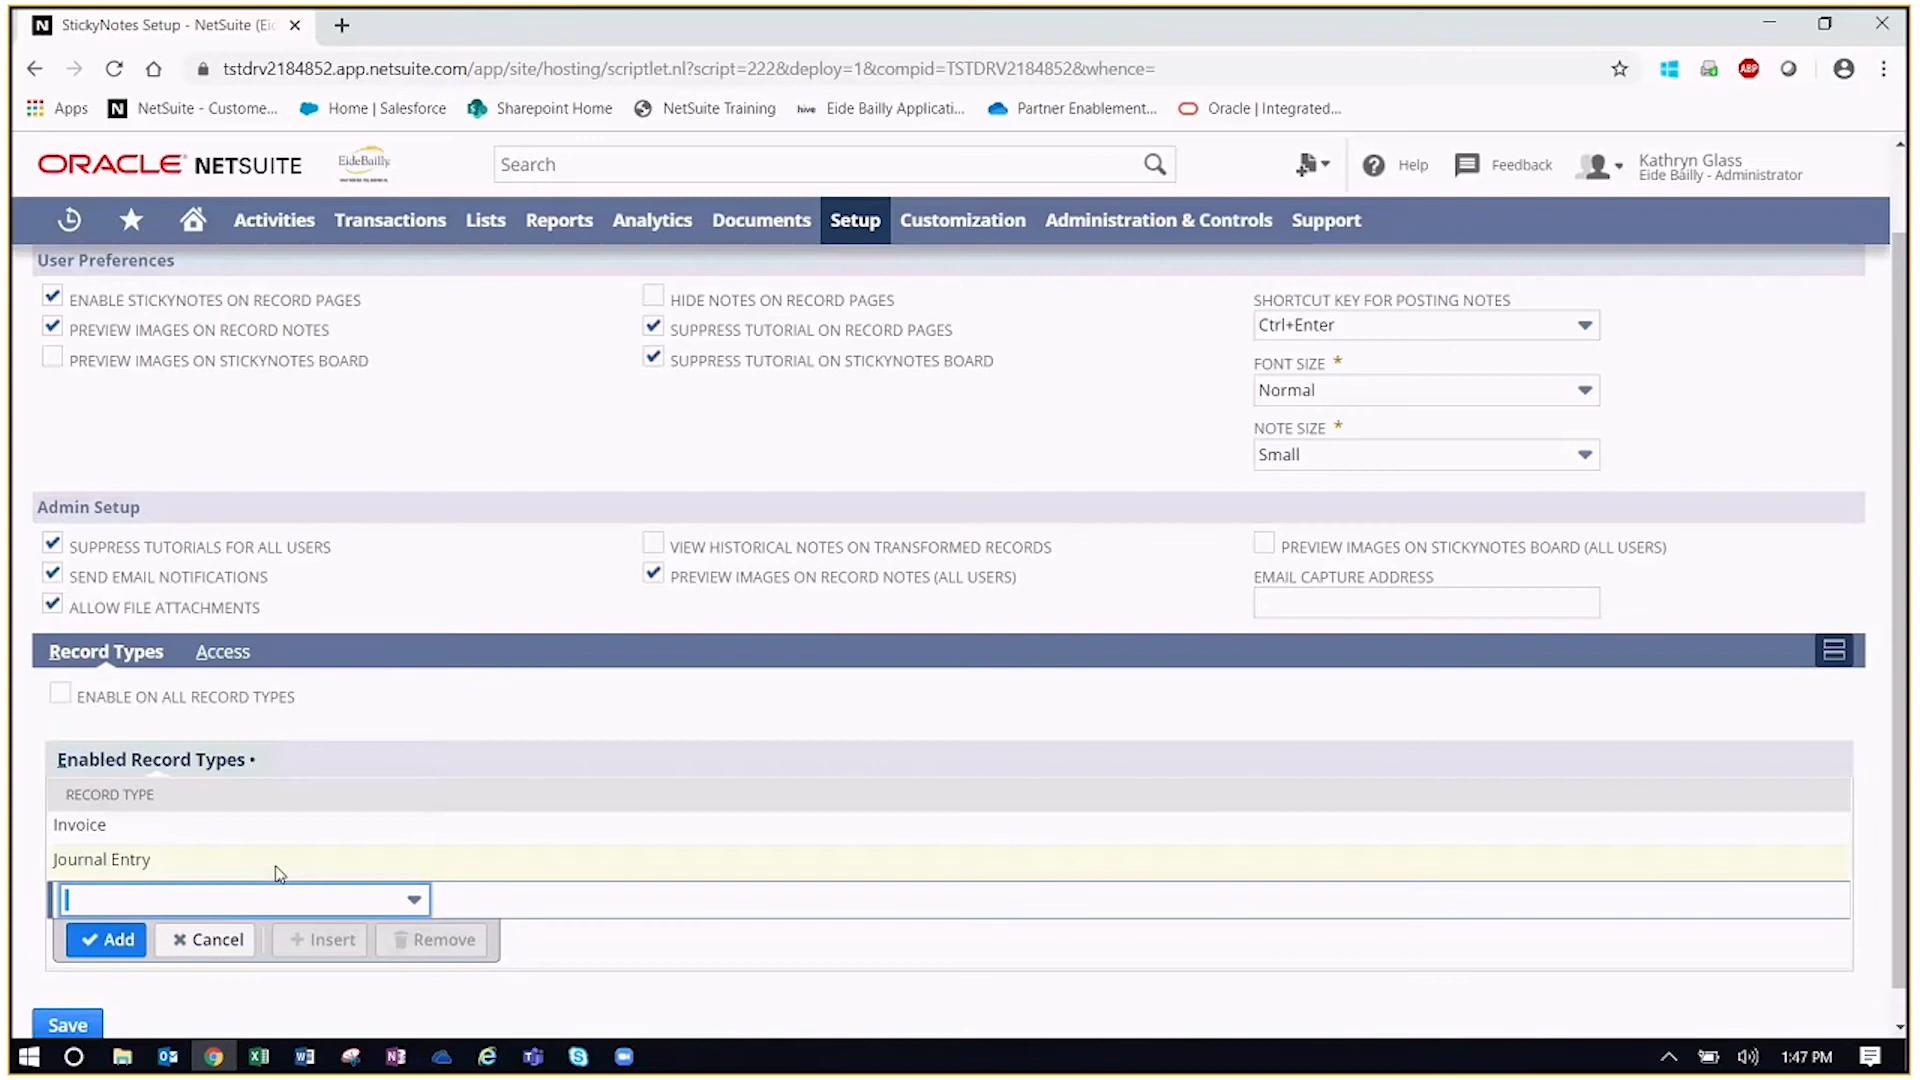 StickyNotes Setup - NetSuite (Eid
tstdrv2184852.app.netsuite.com/app/site/hosting/scriptlet.nl?script=222&deploy=1&compid=TSTDRV2184852&whence=
Apps NetSuite - Custome... Home | Salesforce Sharepoint Home NetSuite Training hive Eide Bailly Applicati... Partner Enablement... Oracle | Integrated...
ORACLE NETSUITE EideBailly Search Help Feedback Kathryn Glass
Eide Bailly - Administrator
Activities Transactions Lists Reports Analytics Documents Setup Customization Administration & Controls Support
User Preferences
ENABLE STICKYNOTES ON RECORD PAGES HIDE NOTES ON RECORD PAGES SHORTCUT KEY FOR POSTING NOTES
PREVIEW IMAGES ON RECORD NOTES SUPPRESS TUTORIAL ON RECORD PAGES Ctrl+Enter
PREVIEW IMAGES ON STICKYNOTES BOARD SUPPRESS TUTORIAL ON STICKYNOTES BOARD FONT SIZE *
Normal
NOTE SIZE *
Small
Admin Setup
SUPPRESS TUTORIALS FOR ALL USERS VIEW HISTORICAL NOTES ON TRANSFORMED RECORDS PREVIEW IMAGES ON STICKYNOTES BOARD (ALL USERS)
SEND EMAIL NOTIFICATIONS PREVIEW IMAGES ON RECORD NOTES (ALL USERS) EMAIL CAPTURE ADDRESS
ALLOW FILE ATTACHMENTS
Record Types Access
ENABLE ON ALL RECORD TYPES
Enabled Record Types •
RECORD TYPE
Invoice
Journal Entry
Add Cancel Insert Remove
Save
1:47 PM